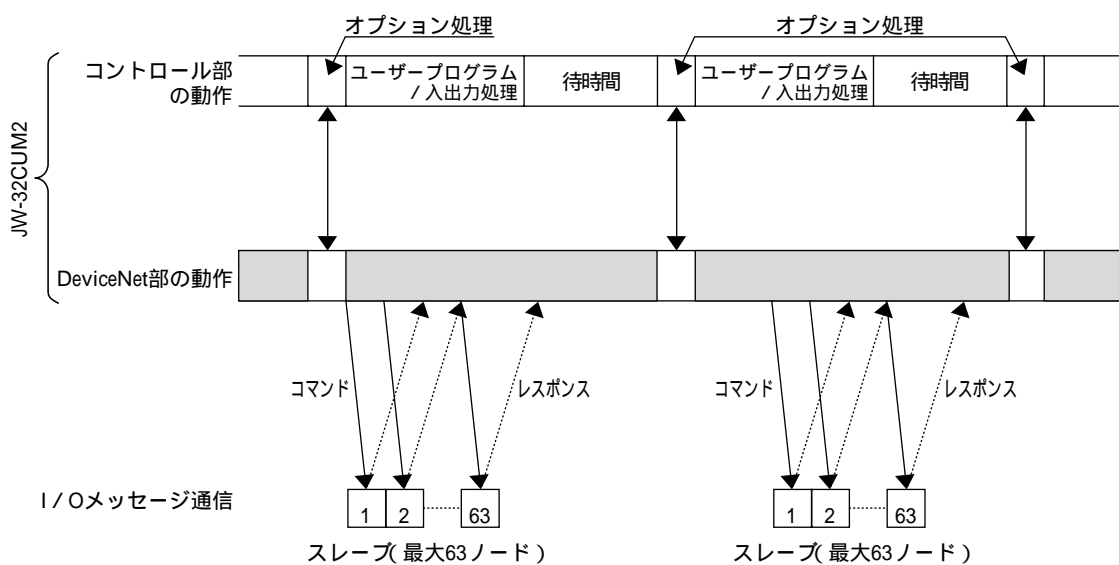 オプション処理
オプション処理
JW-32CUM2
コントロール部
の動作
ユーザープログラム
/ 入出力処理
待時間
ユーザープログラム
/ 入出力処理
待時間
DeviceNet部の動作
コマンド
レスポンス
コマンド
レスポンス
I / Oメッセージ通信
1 2 63
1 2 63
スレーブ( 最大63ノード )
スレーブ( 最大63ノード )